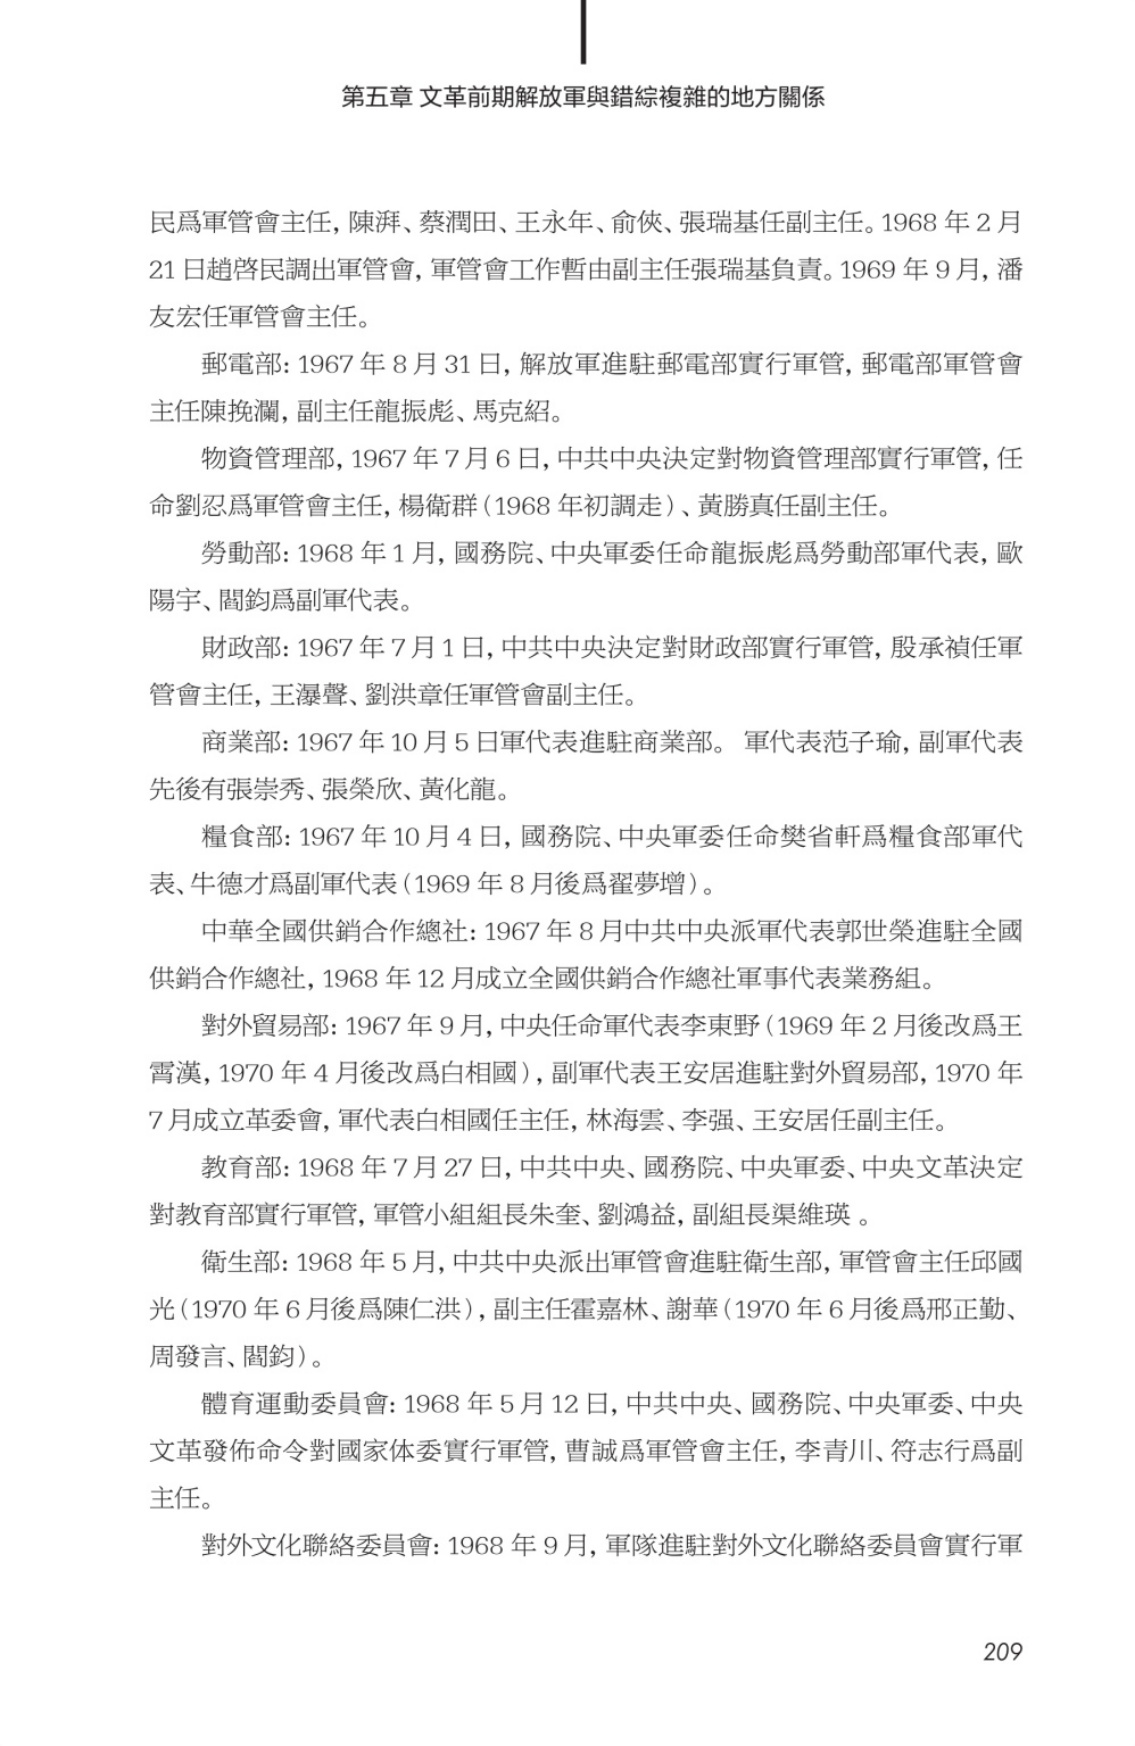 第五章 文革前期解放軍與錯綜複雜的地方關係
民爲軍管會主任, 陳湃、蔡潤田、王永年、俞俠、張瑞基任副主任。1968 年 2 月
21 日趙啓民調出軍管會, 軍管會工作暫由副主任張瑞基負責。1969 年 9 月, 潘
友宏任軍管會主任。
郵電部: 1967 年 8 月 31 日, 解放軍進駐郵電部實行軍管, 郵電部軍管會
主任陳挽瀾, 副主任龍振彪、馬克紹。
物資管理部, 1967 年 7 月 6 日, 中共中央決定對物資管理部實行軍管, 任
命劉忍爲軍管會主任, 楊衛群 (1968 年初調走) 、黃勝真任副主任。
勞動部: 1968 年 1 月, 國務院、中央軍委任命龍振彪爲勞動部軍代表, 歐
陽宇、閻鈞爲副軍代表。
財政部: 1967 年 7 月 1 日, 中共中央決定對財政部實行軍管, 殷承禎任軍
管會主任, 王瀑聲、劉洪章任軍管會副主任。
商業部: 1967 年 10 月 5 日軍代表進駐商業部。 軍代表范子瑜, 副軍代表
先後有張崇秀、張榮欣、黃化龍。
糧食部: 1967 年 10 月 4 日, 國務院、中央軍委任命樊省軒爲糧食部軍代
表、牛德才爲副軍代表 (1969 年 8 月後爲翟夢增) 。
中華全國供銷合作總社: 1967 年 8 月中共中央派軍代表郭世榮進駐全國
供銷合作總社, 1968 年 12 月成立全國供銷合作總社軍事代表業務組。
對外貿易部: 1967 年 9 月, 中央任命軍代表李東野 (1969 年 2 月後改爲王
霄漢, 1970 年 4 月後改爲白相國) , 副軍代表王安居進駐對外貿易部, 1970 年
7 月成立革委會, 軍代表白相國任主任, 林海雲、李强、王安居任副主任。
教育部: 1968 年 7 月 27 日, 中共中央、國務院、中央軍委、中央文革決定
對教育部實行軍管, 軍管小組組長朱奎、劉鴻益, 副組長渠維瑛 。
衛生部: 1968 年 5 月, 中共中央派出軍管會進駐衛生部, 軍管會主任邱國
光 (1970 年 6 月後爲陳仁洪) , 副主任霍嘉林、謝華 (1970 年 6 月後爲邢正勤、
周發言、閻鈞) 。
體育運動委員會: 1968 年 5 月 12 日, 中共中央、國務院、中央軍委、中央
文革發佈命令對國家体委實行軍管, 曹誠爲軍管會主任, 李青川、符志行爲副
主任。
對外文化聯絡委員會: 1968 年 9 月, 軍隊進駐對外文化聯絡委員會實行軍
209